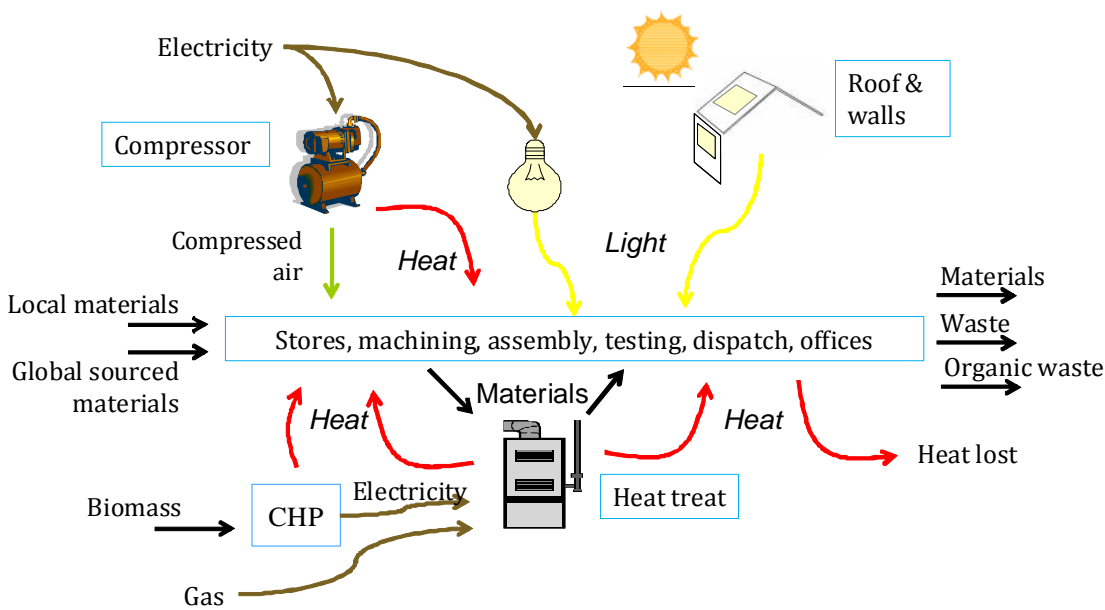 Electricity
Roof &
walls
Compressor
Compressed
air
Heat
Light
Local materials
Materials
Stores, machining, assembly, testing, dispatch, offices
Waste
Global sourced
materials
Organic waste
Materials
Heat
Heat
Heat lost
Electricity
Heat treat
Biomass
CHP
Gas